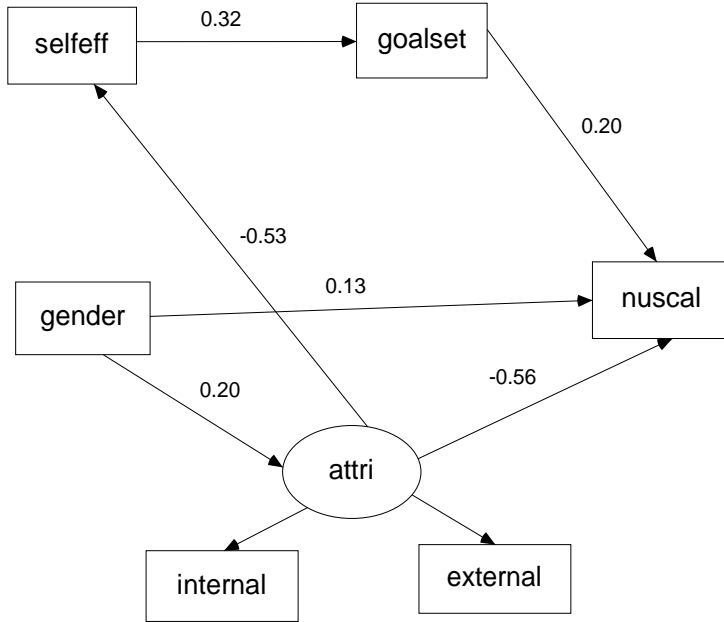 selfeff
0.32
goalset
0.20
-0.53
gender
0.13
nuscal
0.20
-0.56
attri
internal
external